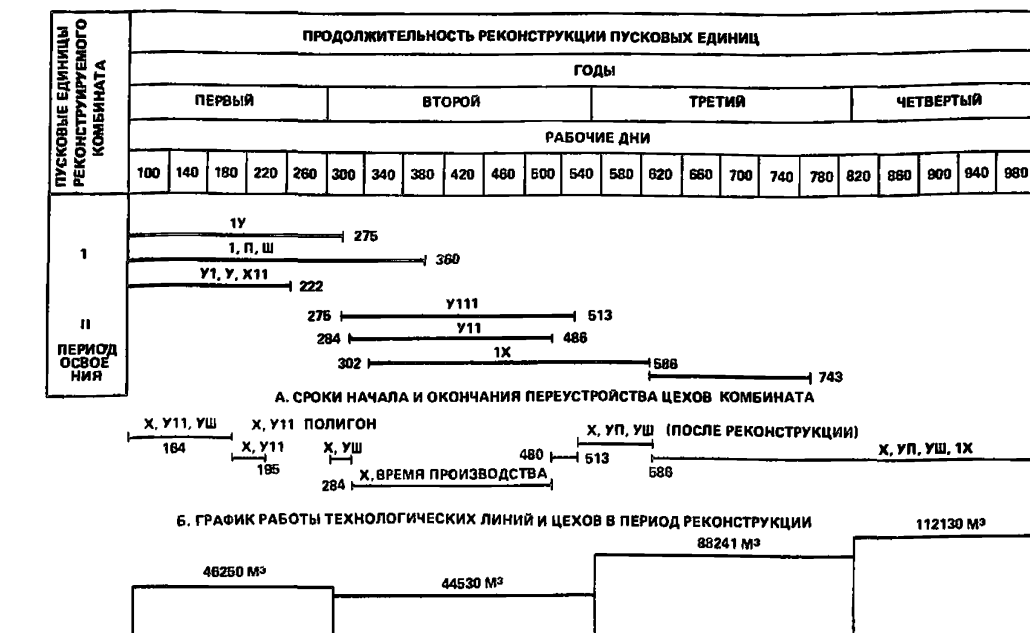 ПУСКОВЫЕ ЕДИНИЦЫ
РЕКОНСТРУИРУЕМОГО
КОМБИНАТА
ПРОДОЛЖИТЕЛЬНОСТЬ РЕКОНСТРУКЦИИ ПУСКОВЫХ ЕДИНИЦ
ГОДЫ
ПЕРВЫЙ ВТОРОЙ ТРЕТИЙ ЧЕТВЕРТЫЙ
РАБОЧИЕ ДНИ
100 140 180 220 260 300 340 380 420 460 500 540 580 620 660 700 740 780 820 860 900 940 980
1У
275
1, П, Ш
1
360
У1, У, Х11
222
У111
275 513
II
У11
284 486
ПЕРИОД
ОСВОЕ
НИЯ
1Х
302 586
743
А. СРОКИ НАЧАЛА И ОКОНЧАНИЯ ПЕРЕУСТРОЙСТВА ЦЕХОВ КОМБИНАТА
Х, У11, УШ Х, У11 ПОЛИГОН
Х, УП, УШ (ПОСЛЕ РЕКОНСТРУКЦИИ)
164 Х, У11 Х, УШ
Х, УП, УШ, 1Х
195 480 513 586
284 Х, ВРЕМЯ ПРОИЗВОДСТВА
Б. ГРАФИК РАБОТЫ ТЕХНОЛОГИЧЕСКИХ ЛИНИЙ И ЦЕХОВ В ПЕРИОД РЕКОНСТРУКЦИИ
112130 М³
88241 М³
46250 М³
44530 М³